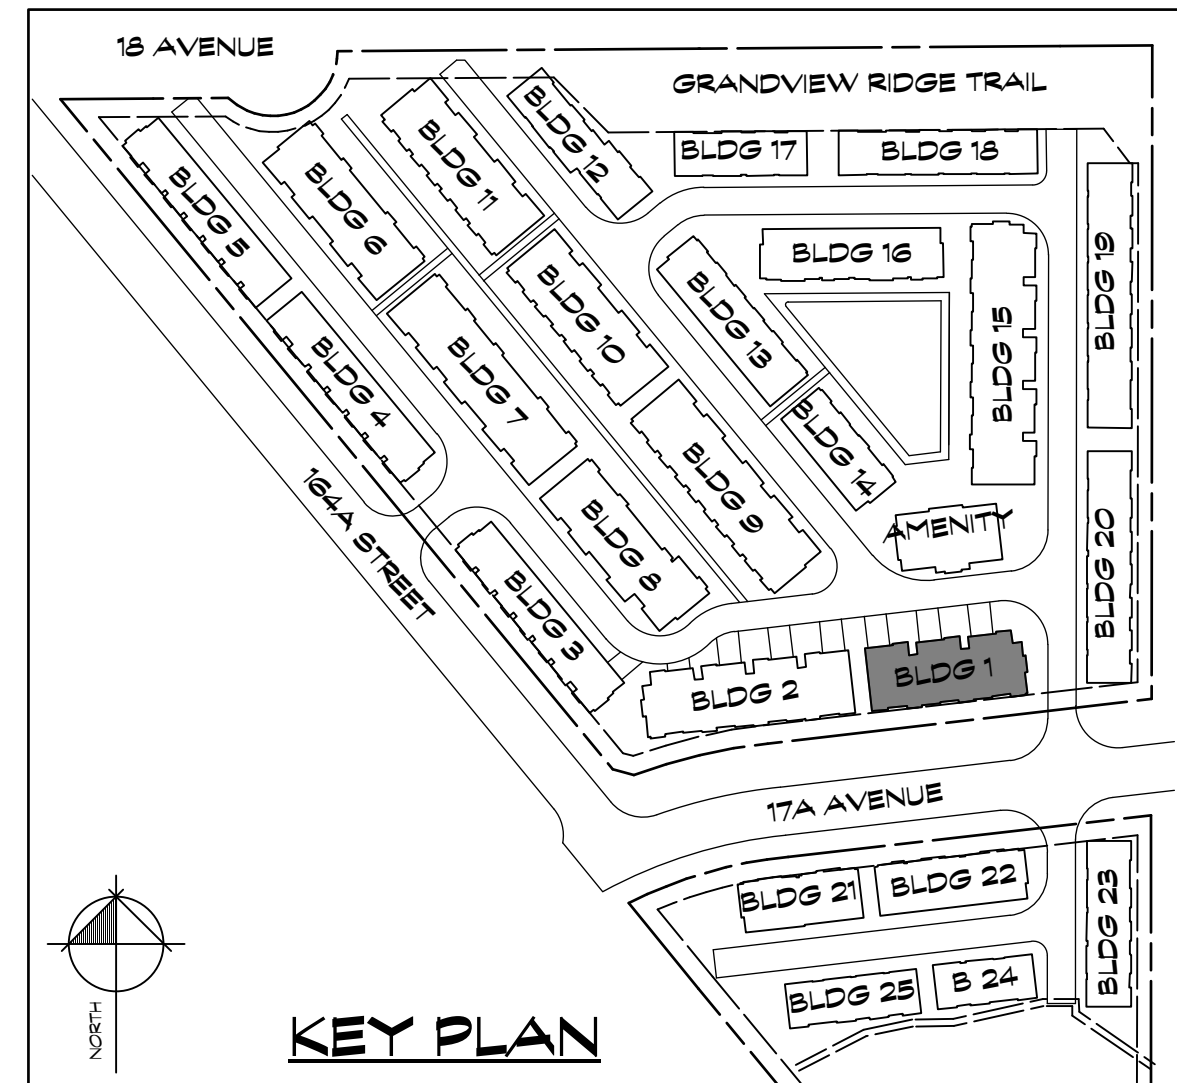 18 AVENUE
GRANDVIEW RIDGE TRAIL
BLDG 12
BLDG 11
BLDG 17
BLDG 18
BLDG 5
BLDG 6
BLDG 16
BLDG 19
BLDG 10
BLDG 13
BLDG 15
BLDG 4
BLDG 7
BLDG 14
164A STREET
BLDG 9
AMENITY
BLDG 8
BLDG 20
BLDG 3
BLDG 2
BLDG 1
17A AVENUE
BLDG 21
BLDG 22
BLDG 23
BLDG 25
B 24
NORTH
KEY PLAN